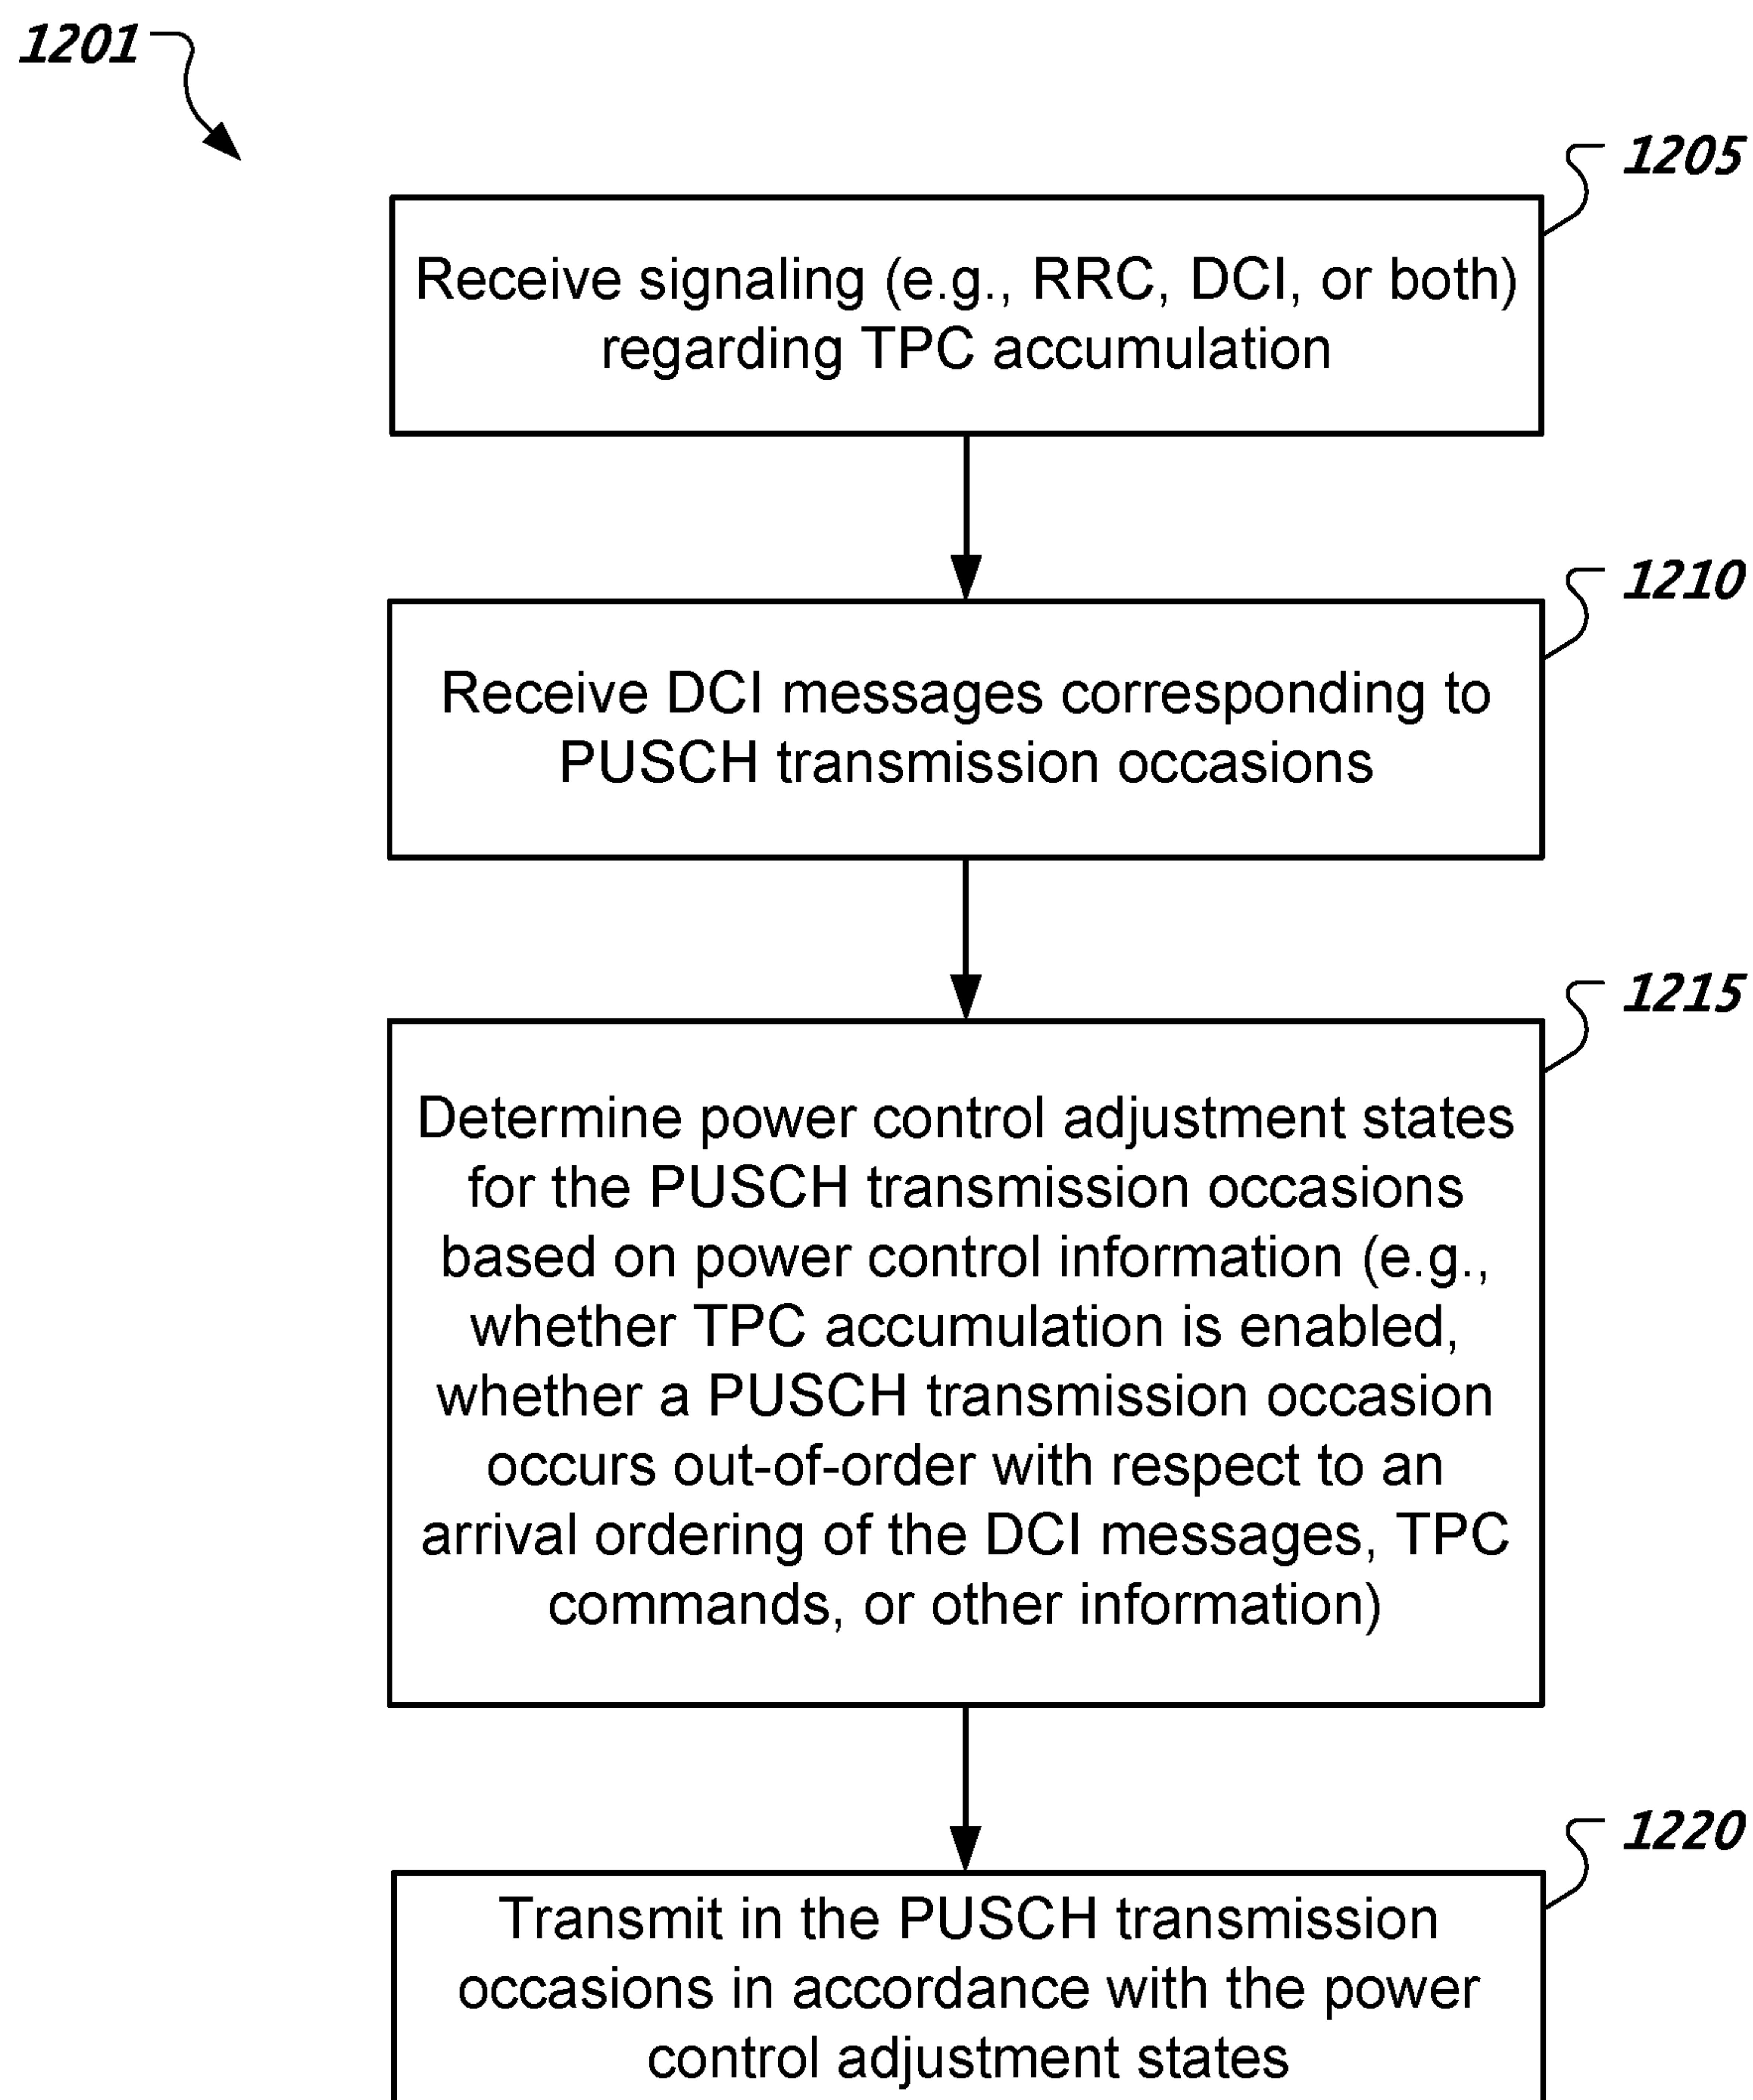 1201
1205
Receive signaling (e.g., RRC, DCI, or both)
regarding TPC accumulation
1210
Receive DCI messages corresponding to
PUSCH transmission occasions
1215
Determine power control adjustment states
for the PUSCH transmission occasions
based on power control information (e.g.,
whether TPC accumulation is enabled,
whether a PUSCH transmission occasion
occurs out-of-order with respect to an
arrival ordering of the DCI messages, TPC
commands, or other information)
1220
Transmit in the PUSCH transmission
occasions in accordance with the power
control adjustment states